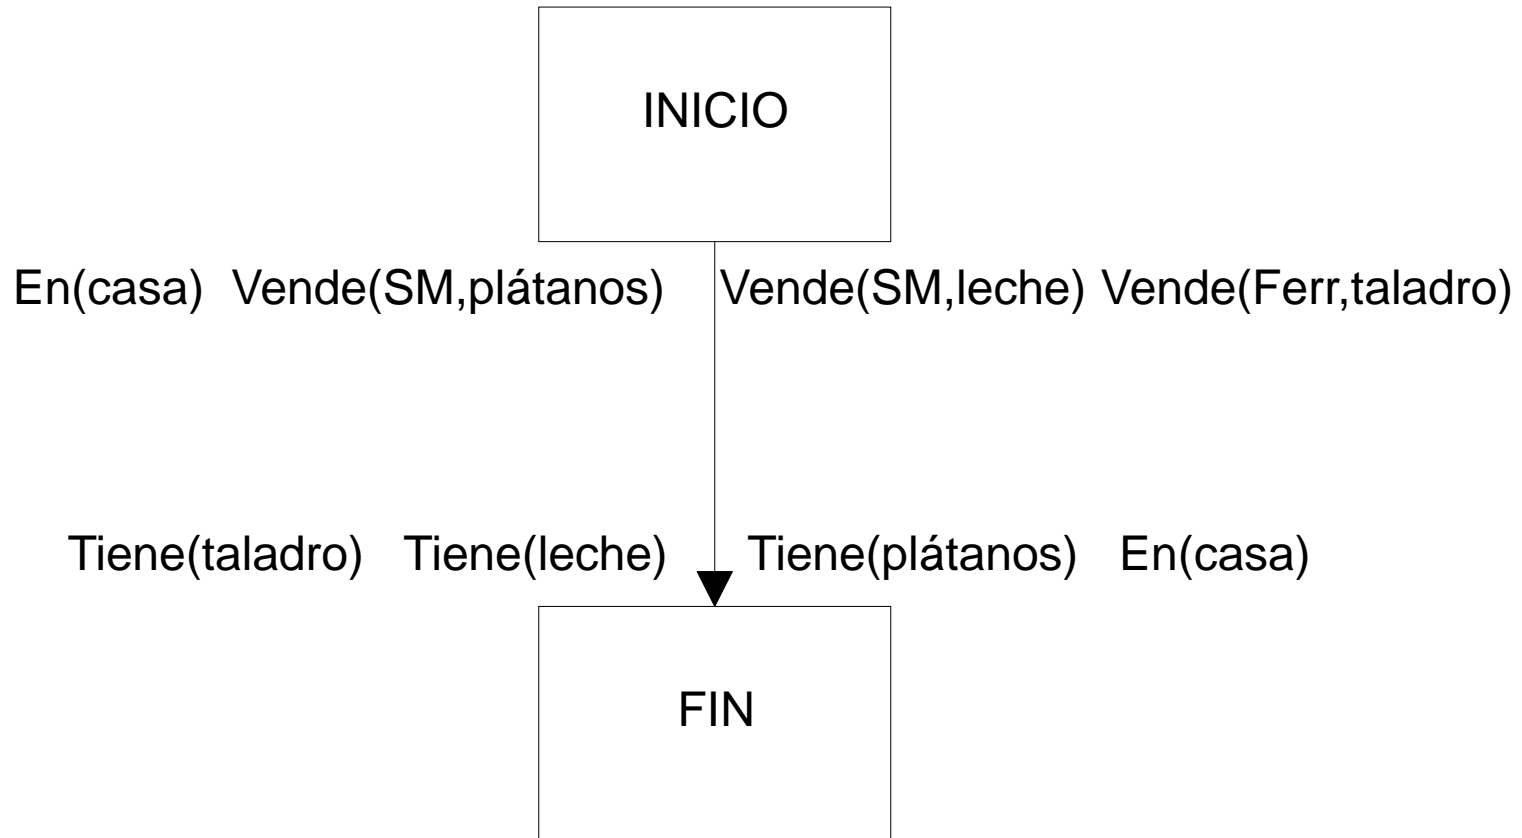 INICIO
En(casa) Vende(SM,plátanos) Vende(SM,leche) Vende(Ferr,taladro)
Tiene(taladro) Tiene(leche) Tiene(plátanos) En(casa)
FIN